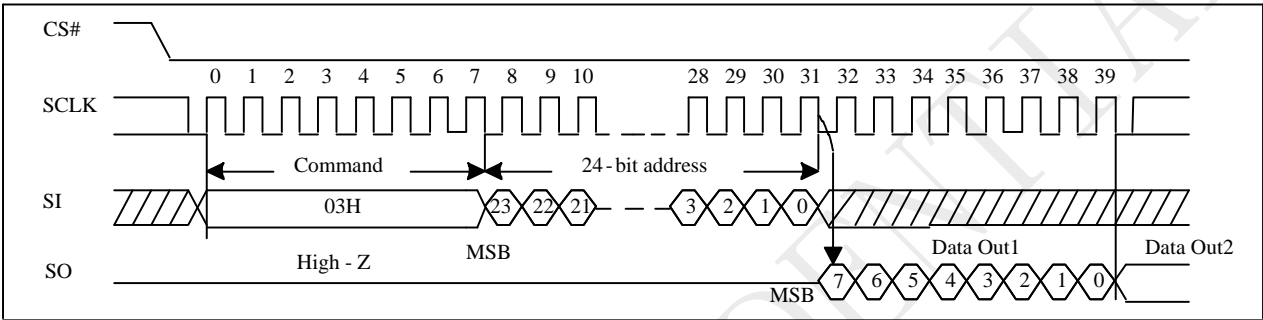 CS#
0 1 2 3 4 5 6 7 8 9 10 28 29 30 31 32 33 34 35 36 37 38 39
SCLK
Command 24-bit address
SI 03H 23 22 21 3 2 1 0
MSB Data Out1 Data Out2
High - Z
SO 7 6 5 4 3 2 1 0
MSB